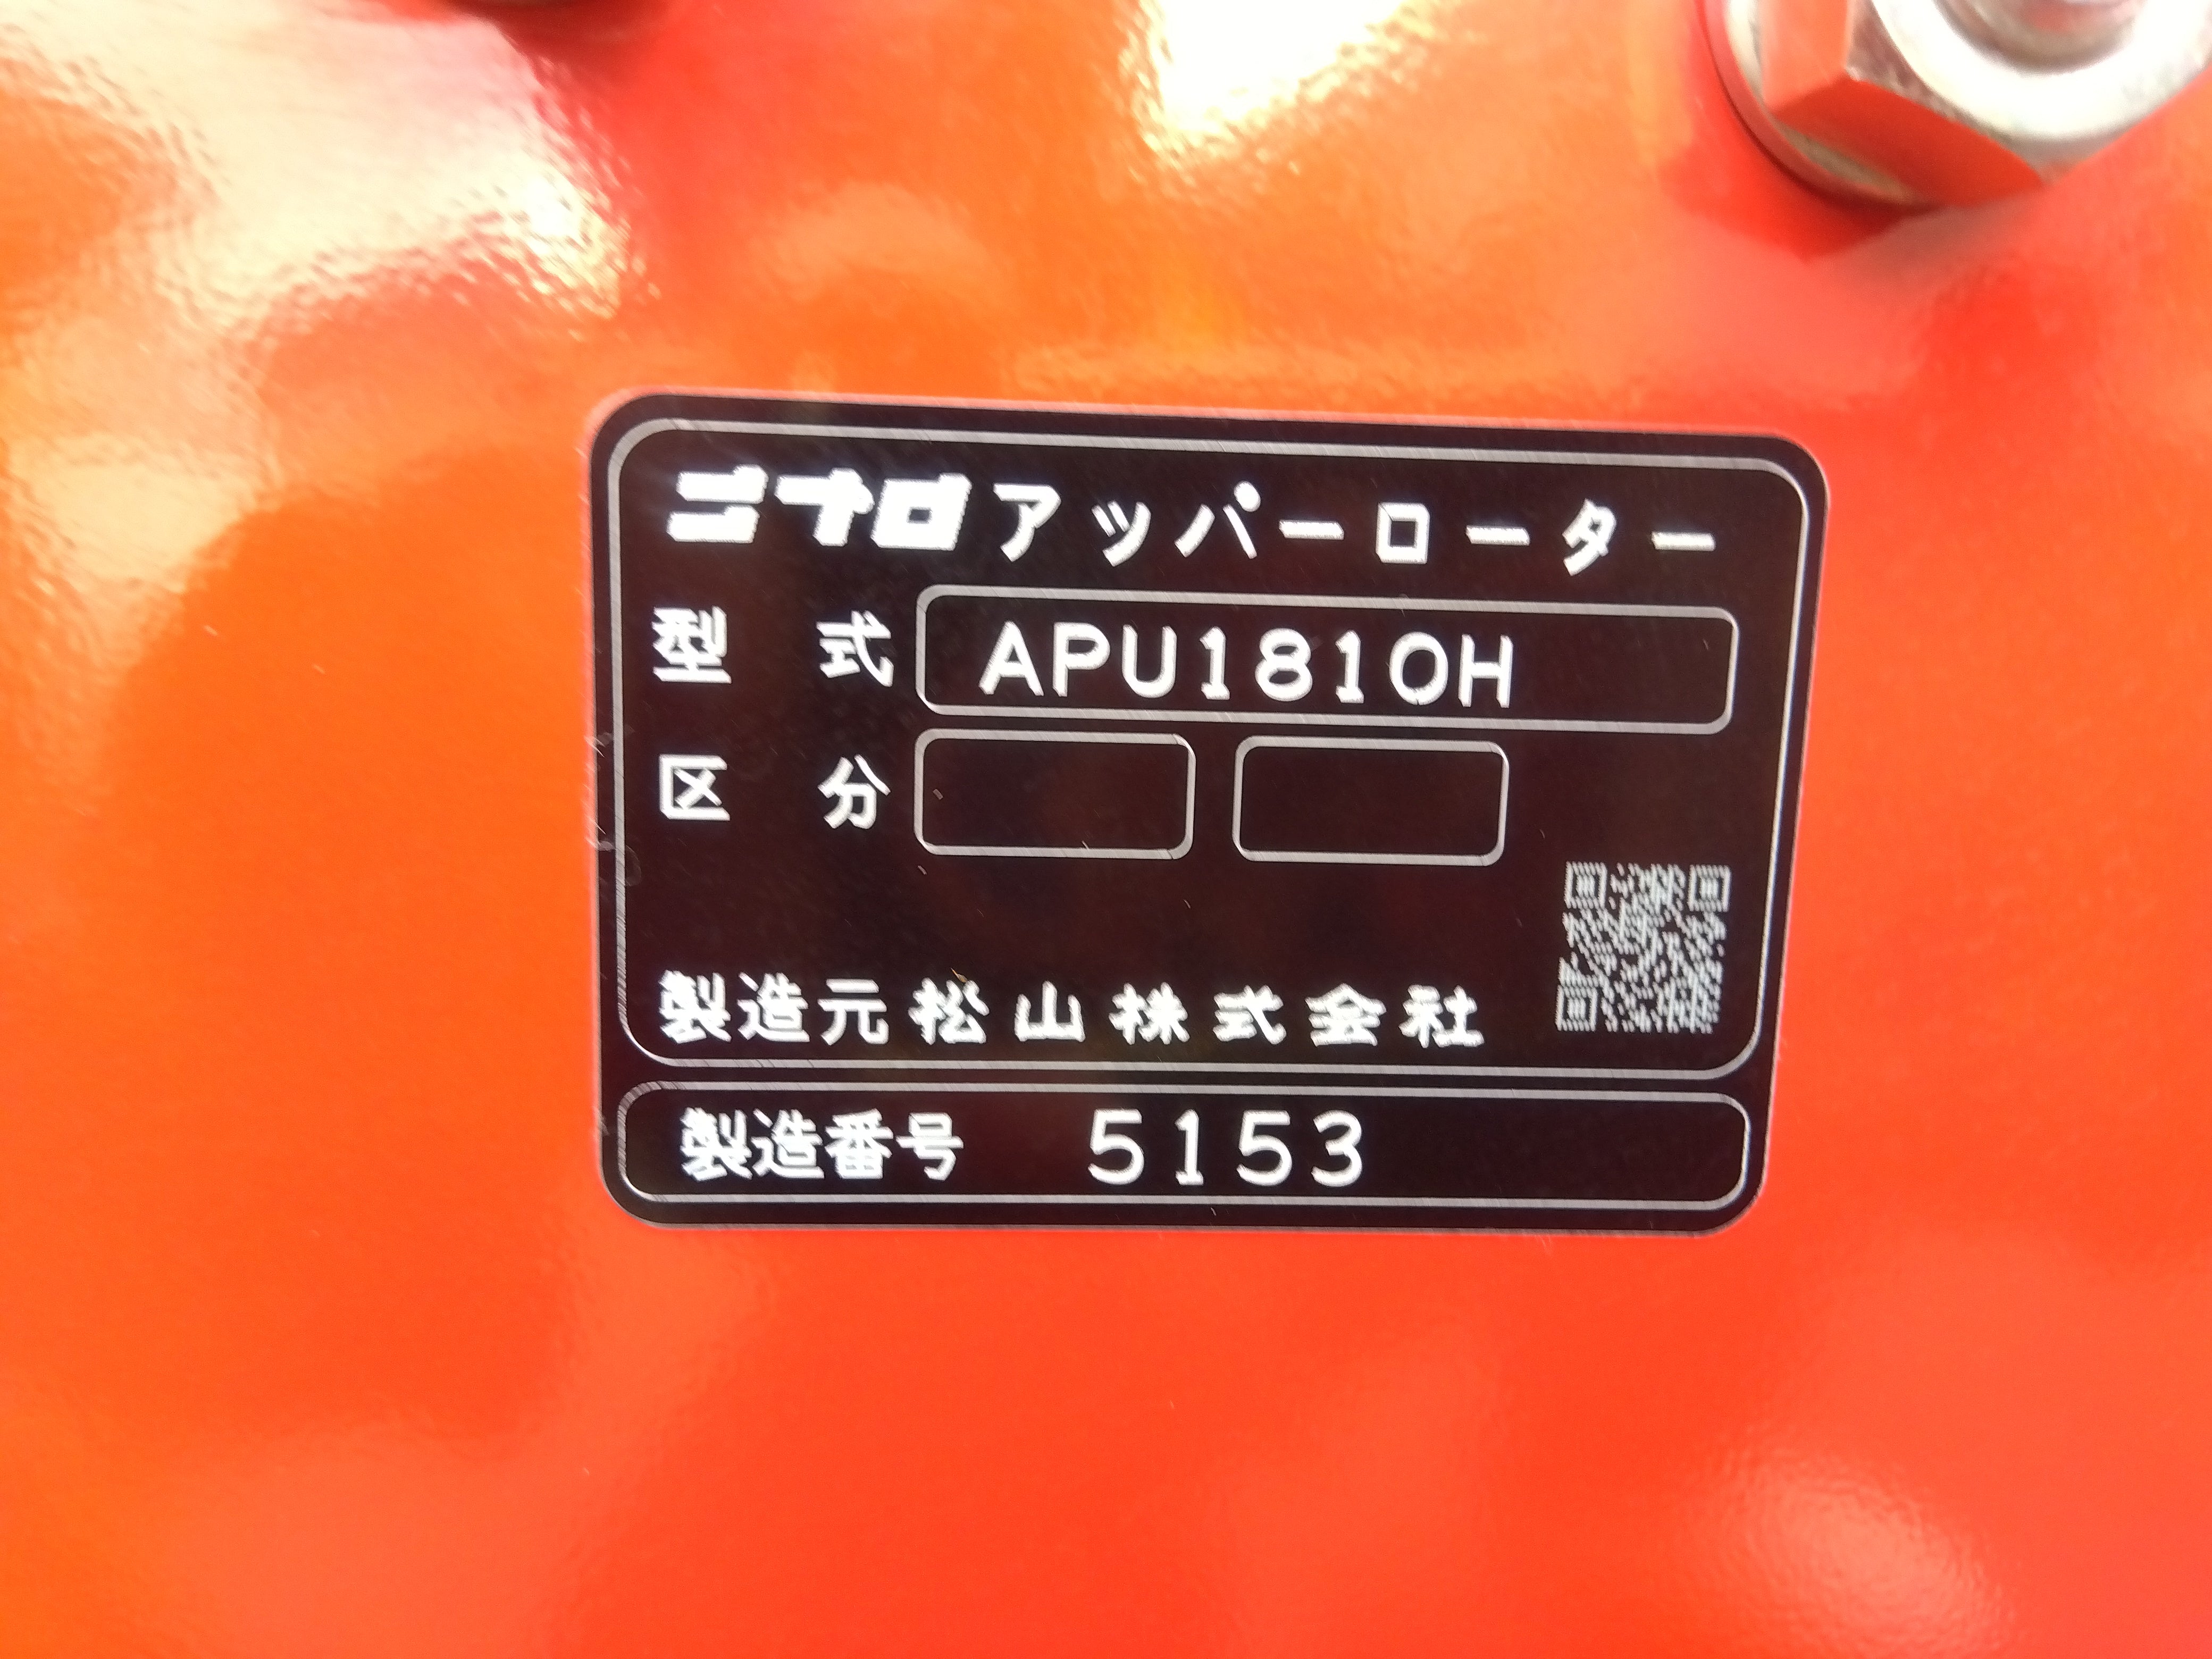 ニプロ アッパーローター
型 式 APU1810H
区 分
製造元 松山株式会社
製造番号 5153